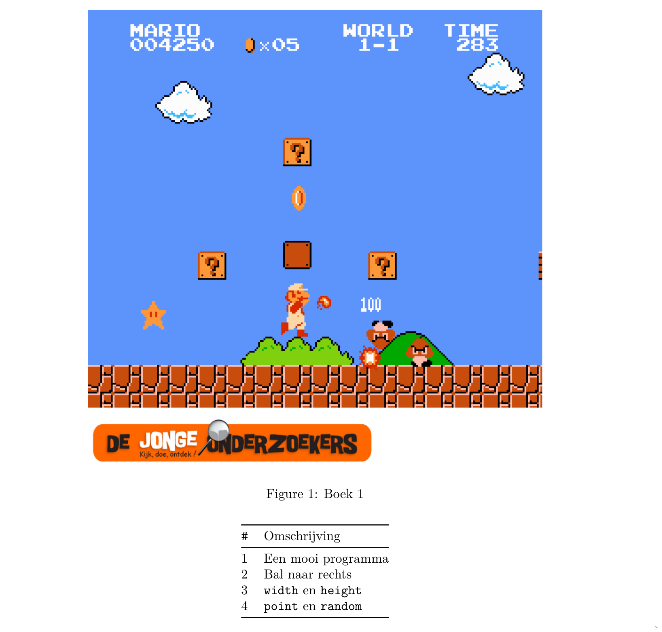 MARIO WORLD TIME
004250 ×05 1-1 283
?
? ?
100
DE JONGE ONDERZOEKERS
Kijk, doe, ontdek!
Figure 1: Boek 1
# Omschrijving
1 Een mooi programma
2 Bal naar rechts
3 width en height
4 point en random